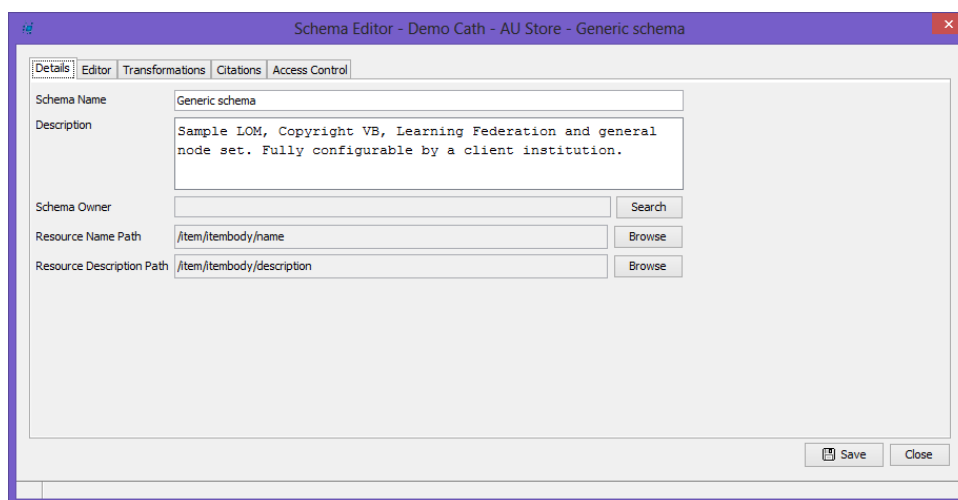 Schema Editor - Demo Cath - AU Store - Generic schema
Details Editor Transformations Citations Access Control
Schema Name Generic schema
Description Sample LOM, Copyright VB, Learning Federation and general
node set. Fully configurable by a client institution.
Schema Owner Search
Resource Name Path /item/itembody/name Browse
Resource Description Path /item/itembody/description Browse
Save Close